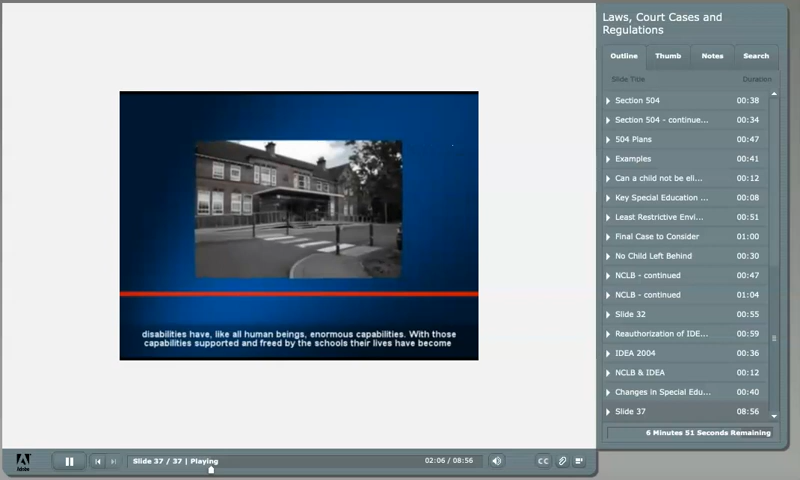 Laws, Court Cases and
Regulations
Outline
Thumb
Notes
Search
Slide Title
Duration
Section 504 00:38
Section 504 - continue... 00:34
504 Plans 00:47
Examples 00:41
Can a child not be eli... 00:12
Key Special Education ... 00:08
Least Restrictive Envi... 00:51
Final Case to Consider 01:00
No Child Left Behind 00:30
NCLB - continued 00:47
NCLB - continued 01:04
Slide 32 00:55
Reauthorization of IDE... 00:59
IDEA 2004 00:36
NCLB & IDEA 00:12
Changes in Special Edu... 00:40
Slide 37 08:56
6 Minutes 51 Seconds Remaining
disabilities have, like all human beings, enormous capabilities. With those
capabilities supported and freed by the schools their lives have become
Adobe
Slide 37 / 37 | Playing
02:06 / 08:56
CC